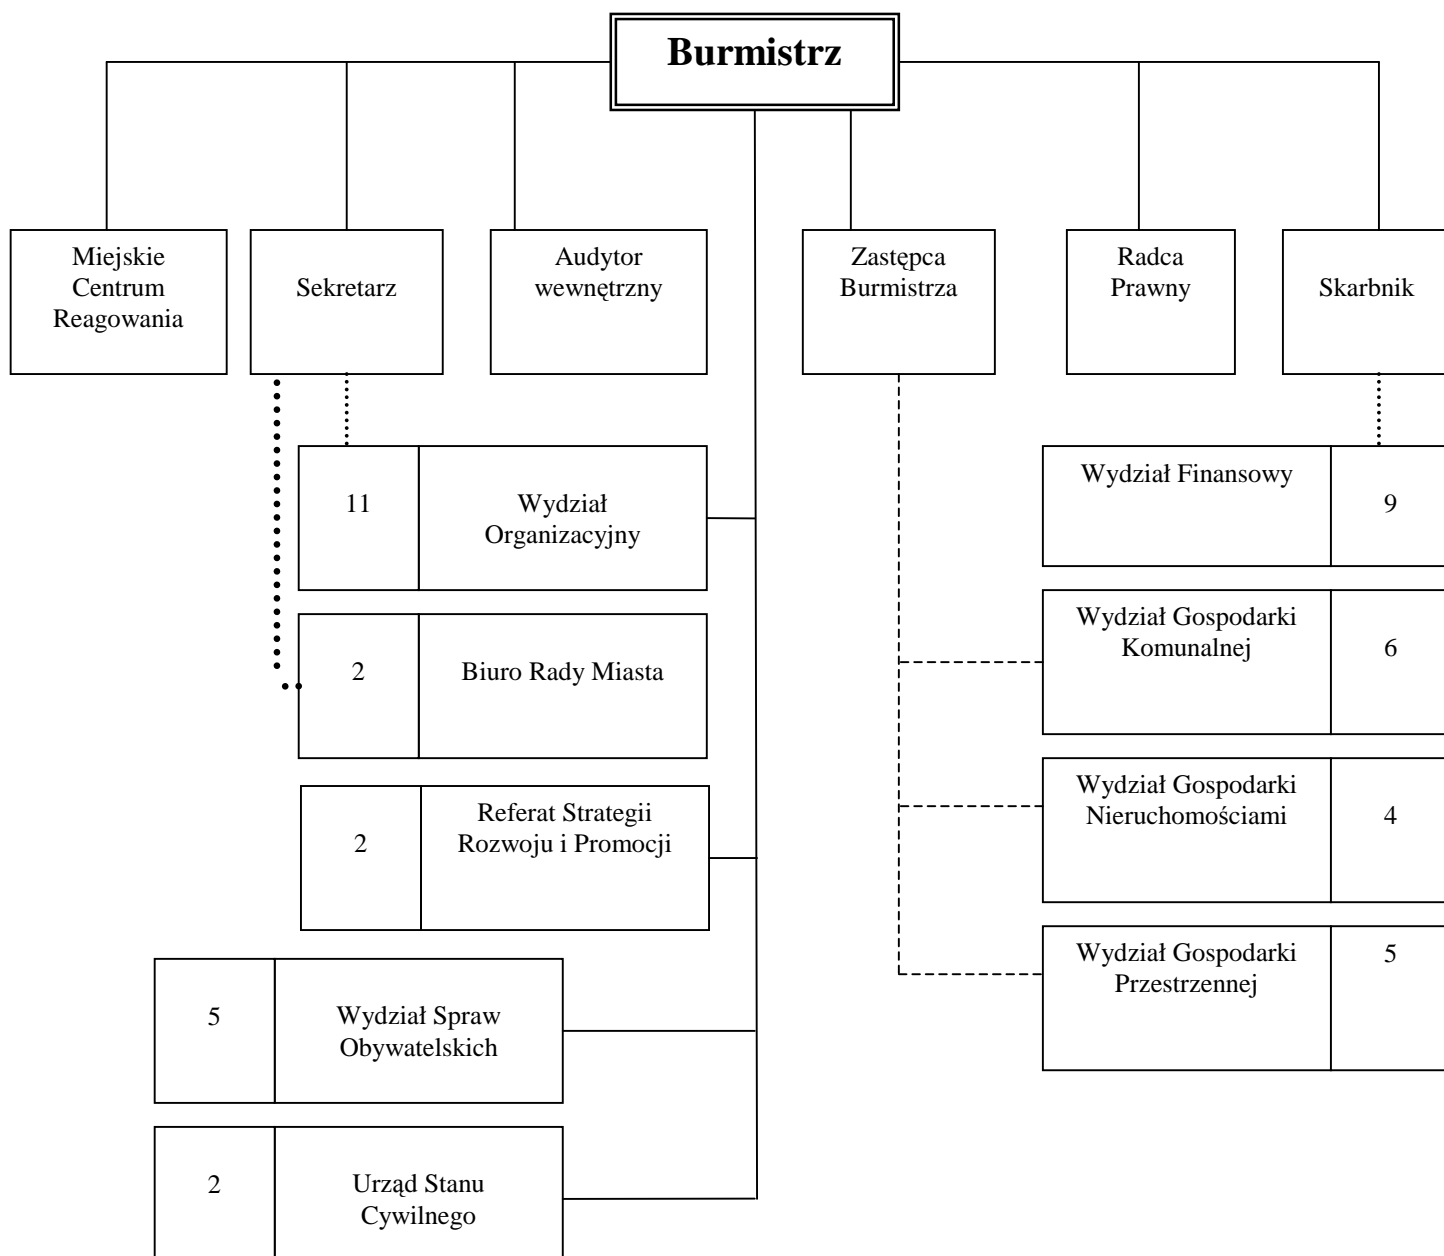 Burmistrz
Miejskie
Centrum
Reagowania
Sekretarz
Audytor
wewnętrzny
Zastępca
Burmistrza
Radca
Prawny
Skarbnik
11
Wydział
Organizacyjny
Wydział Finansowy
9
2
Biuro Rady Miasta
Wydział Gospodarki
Komunalnej
6
2
Referat Strategii
Rozwoju i Promocji
Wydział Gospodarki
Nieruchomościami
4
5
Wydział Spraw
Obywatelskich
Wydział Gospodarki
Przestrzennej
5
2
Urząd Stanu
Cywilnego